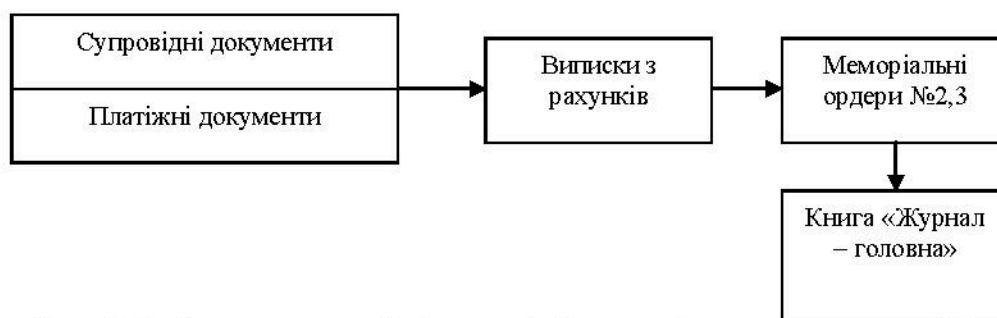 Супровідні документи
Платіжні документи
Виписки з
рахунків
Меморіальні
ордери №2,3
Книга «Журнал
– головна»